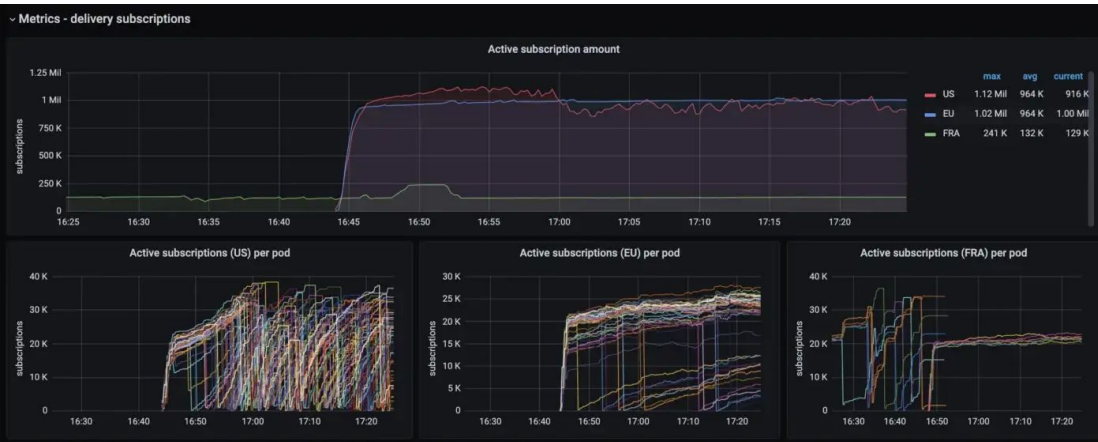 Metrics - delivery subscriptions
Active subscription amount
subscriptions
1.25 Mil
1 Mil
750 K
500 K
250 K
0
16:25 16:30 16:35 16:40 16:45 16:50 16:55 17:00 17:05 17:10 17:15 17:20
max avg current
US 1.12 Mil 964 K 916 K
EU 1.02 Mil 964 K 1.00 Mil
FRA 241 K 132 K 129 K
Active subscriptions (US) per pod
subscriptions
40 K
30 K
20 K
10 K
0
16:30 16:40 16:50 17:00 17:10 17:20
Active subscriptions (EU) per pod
subscriptions
30 K
25 K
20 K
15 K
10 K
5 K
0
16:30 16:40 16:50 17:00 17:10 17:20
Active subscriptions (FRA) per pod
subscriptions
40 K
30 K
20 K
10 K
0
16:30 16:40 16:50 17:00 17:10 17:20